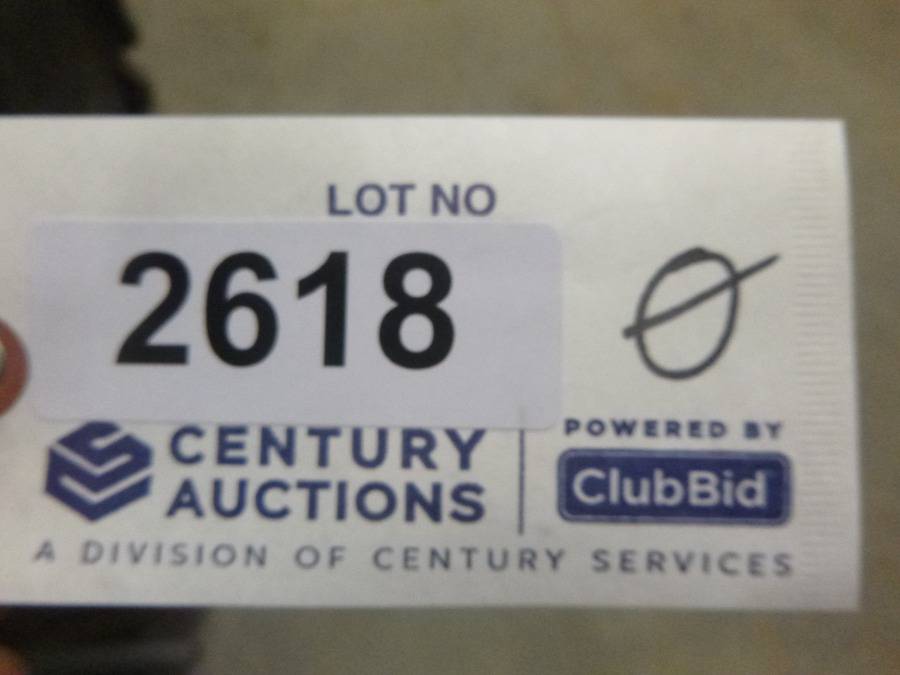 LOT NO
2618 Ø
CENTURY
AUCTIONS
POWERED BY
ClubBid
A DIVISION OF CENTURY SERVICES